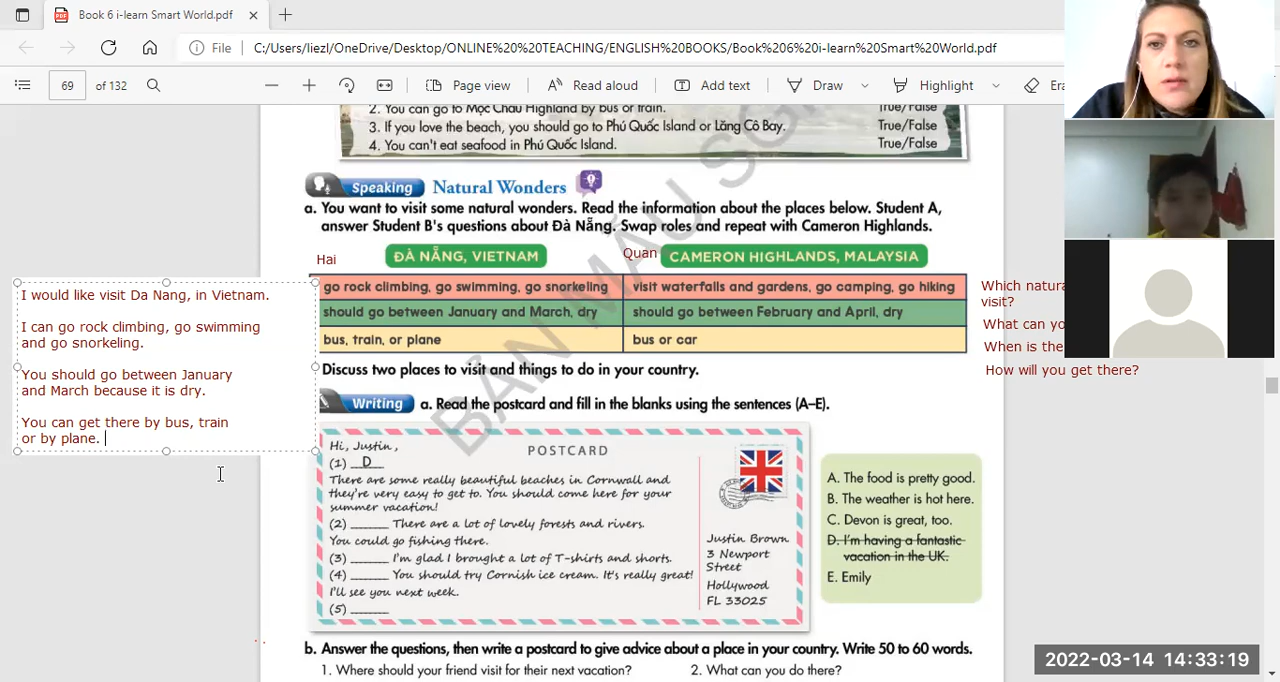 Book 6 i-learn Smart World.pdf
File
C:/Users/liezl/OneDrive/Desktop/ONLINE%20%20TEACHING/ENGLISH%20BOOKS/Book%206%20i-learn%20Smart%20World.pdf
69 of 132
Page view
Read aloud
Add text
Draw
Highlight
2. You can go to Mộc Châu Highland by bus or train. True/False
3. If you love the beach, you should go to Phú Quốc Island or Lăng Cô Bay. True/False
4. You can't eat seafood in Phú Quốc Island. True/False
Speaking Natural Wonders
a. You want to visit some natural wonders. Read the information about the places below. Student A,
answer Student B's questions about Đà Nẵng. Swap roles and repeat with Cameron Highlands.
Hai
ĐÀ NẴNG, VIETNAM
Quan
CAMERON HIGHLANDS, MALAYSIA
go rock climbing, go swimming, go snorkeling
visit waterfalls and gardens, go camping, go hiking
should go between January and March, dry
should go between February and April, dry
bus, train, or plane
bus or car
I would like visit Da Nang, in Vietnam.
I can go rock climbing, go swimming
and go snorkeling.
You should go between January
and March because it is dry.
You can get there by bus, train
or by plane.
Which
visit?
What can
When is the
How will you get there?
Discuss two places to visit and things to do in your country.
Writing a. Read the postcard and fill in the blanks using the sentences (A–E).
POSTCARD
Hi, Justin,
(1) D
There are some really beautiful beaches in Cornwall and
they're very easy to get to. You should come here for your
summer vacation!
(2) ______ There are a lot of lovely forests and rivers.
You could go fishing there.
(3) ______ I'm glad I brought a lot of T-shirts and shorts.
(4) ______ You should try Cornish ice cream. It's really great!
I'll see you next week.
(5) ______
Justin Brown
3 Newport
Street
Hollywood
FL 33025
A. The food is pretty good.
B. The weather is hot here.
C. Devon is great, too.
D. I'm having a fantastic
vacation in the UK.
E. Emily
b. Answer the questions, then write a postcard to give advice about a place in your country. Write 50 to 60 words.
1. Where should your friend visit for their next vacation?
2. What can you do there?
BẢN MẪU
2022-03-14 14:33:19